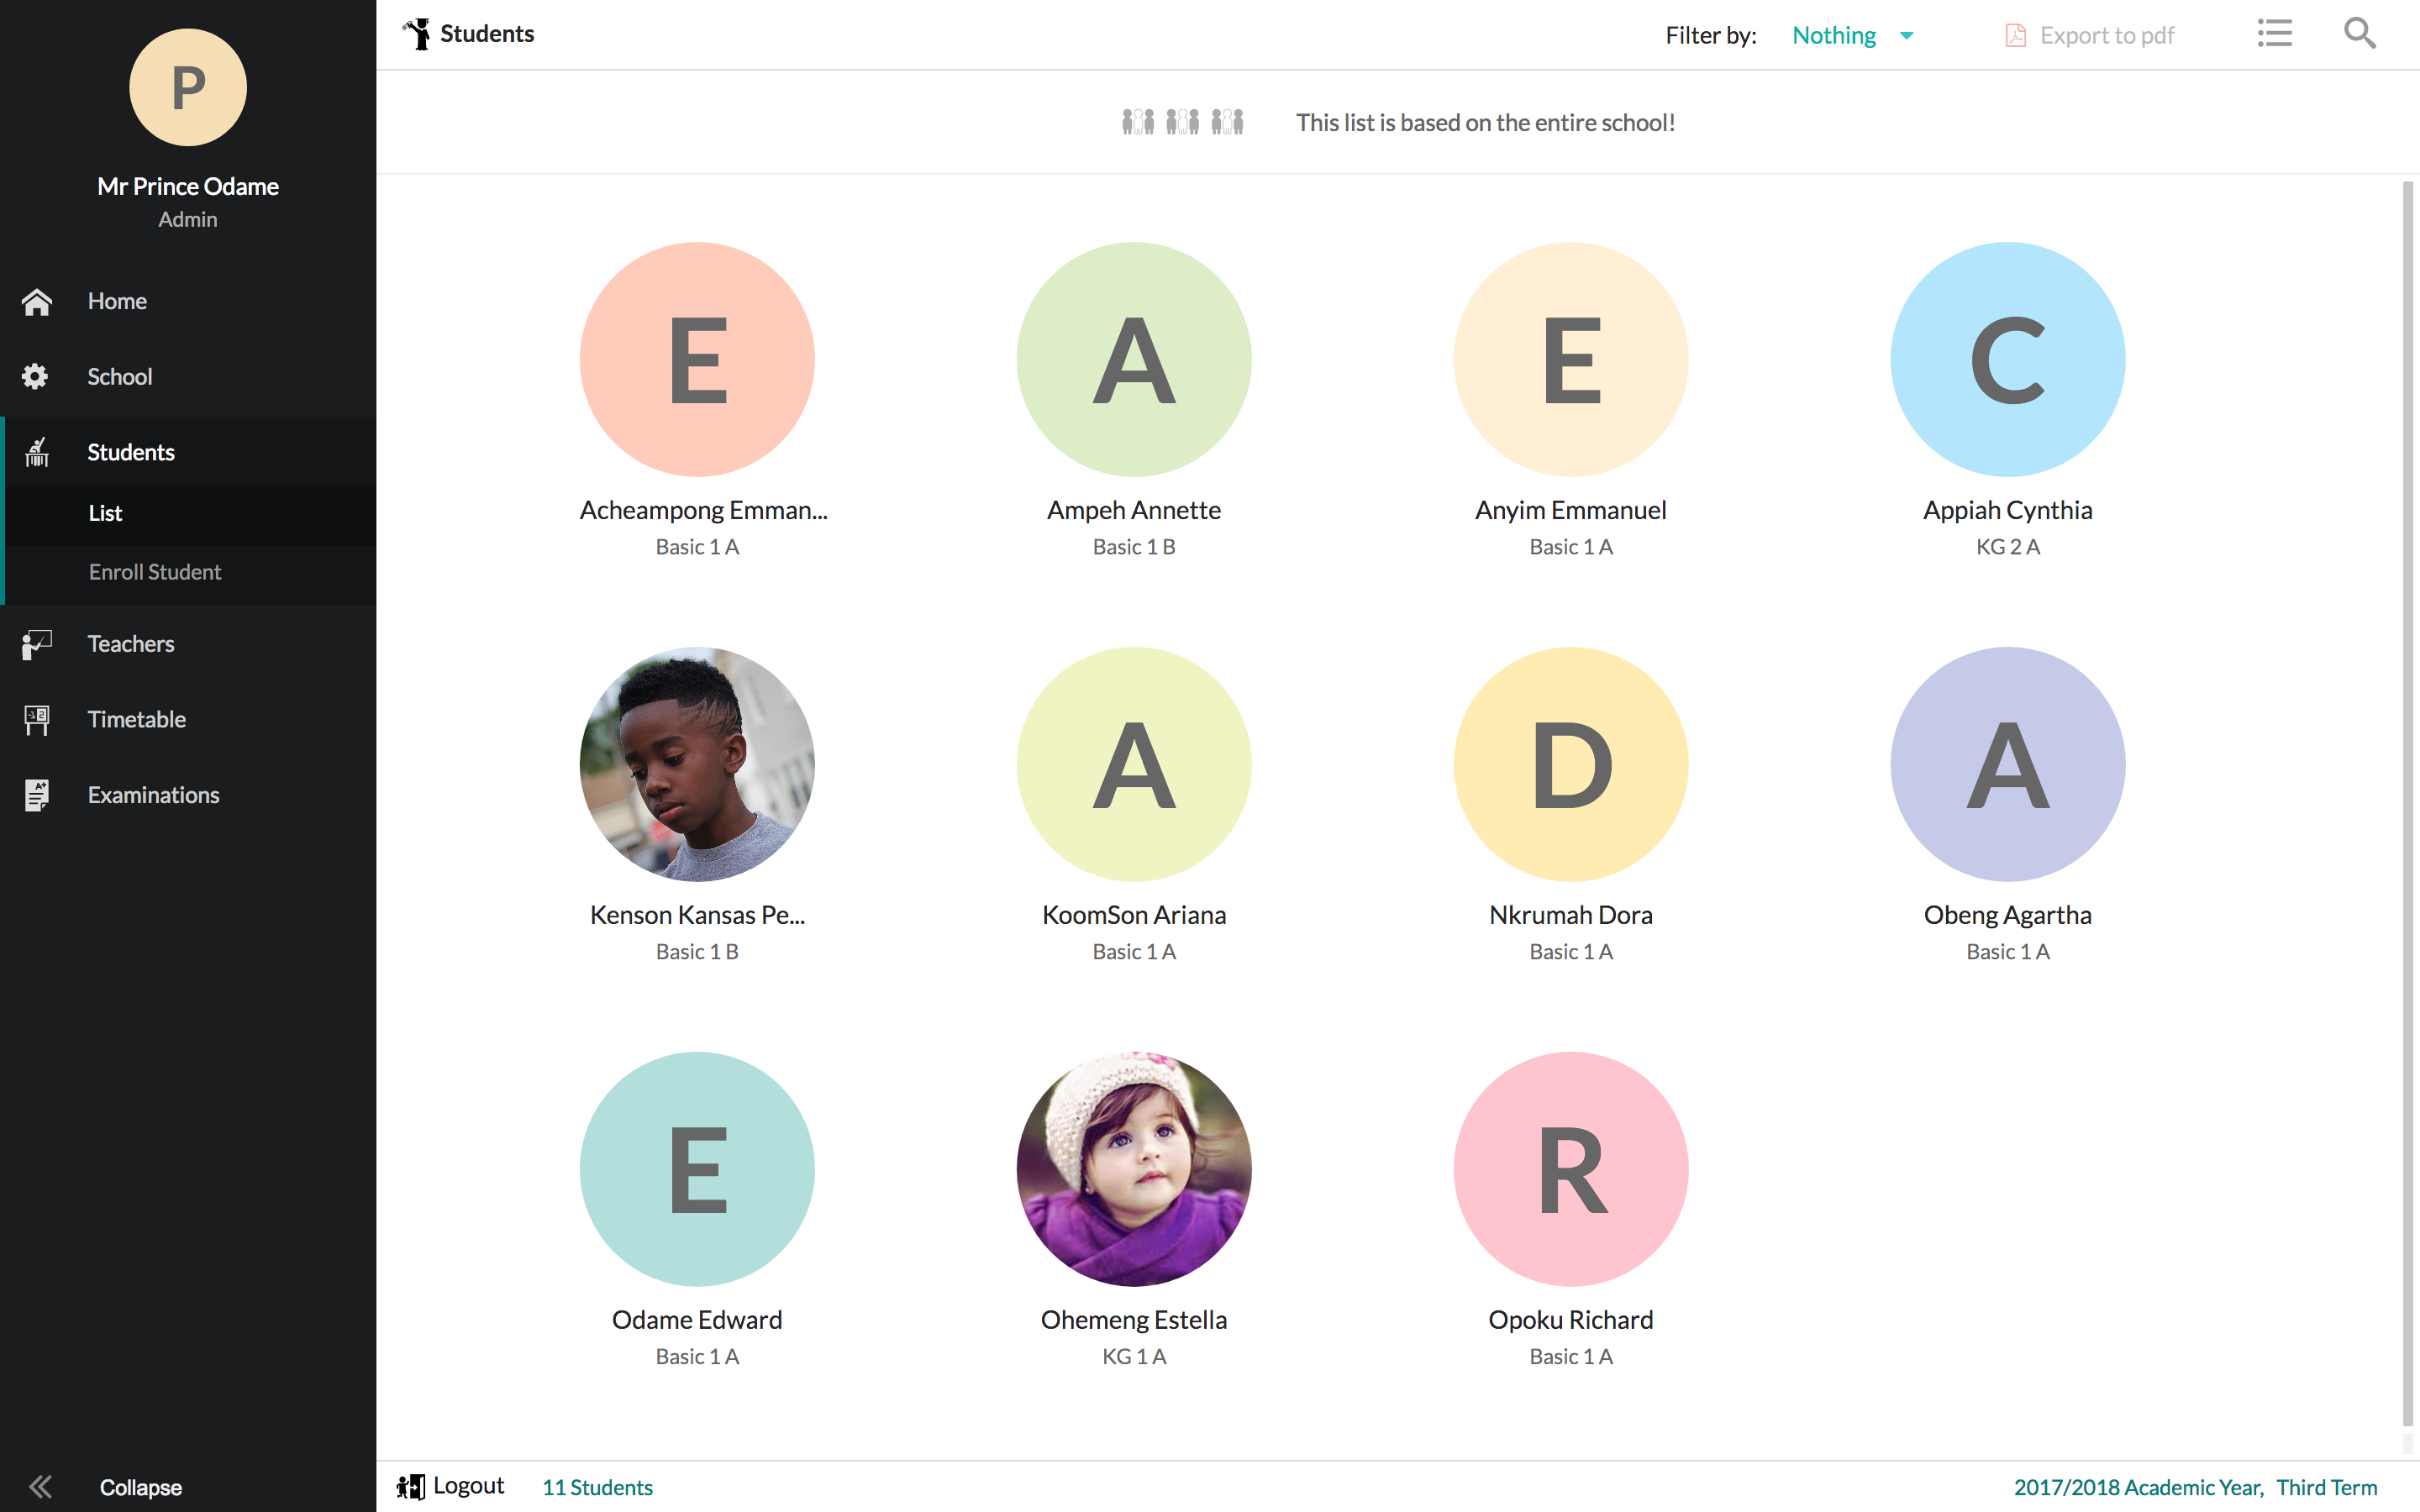 P
Mr Prince Odame
Admin
Home
School
Students
List
Enroll Student
Teachers
Timetable
Examinations
Collapse
Students
Filter by: Nothing
Export to pdf
This list is based on the entire school!
E
Acheampong Emman...
Basic 1 A
A
Ampeh Annette
Basic 1 B
E
Anyim Emmanuel
Basic 1 A
C
Appiah Cynthia
KG 2 A
Kenson Kansas Pe...
Basic 1 B
A
KoomSon Ariana
Basic 1 A
D
Nkrumah Dora
Basic 1 A
A
Obeng Agartha
Basic 1 A
E
Odame Edward
Basic 1 A
Ohemeng Estella
KG 1 A
R
Opoku Richard
Basic 1 A
Logout
11 Students
2017/2018 Academic Year, Third Term